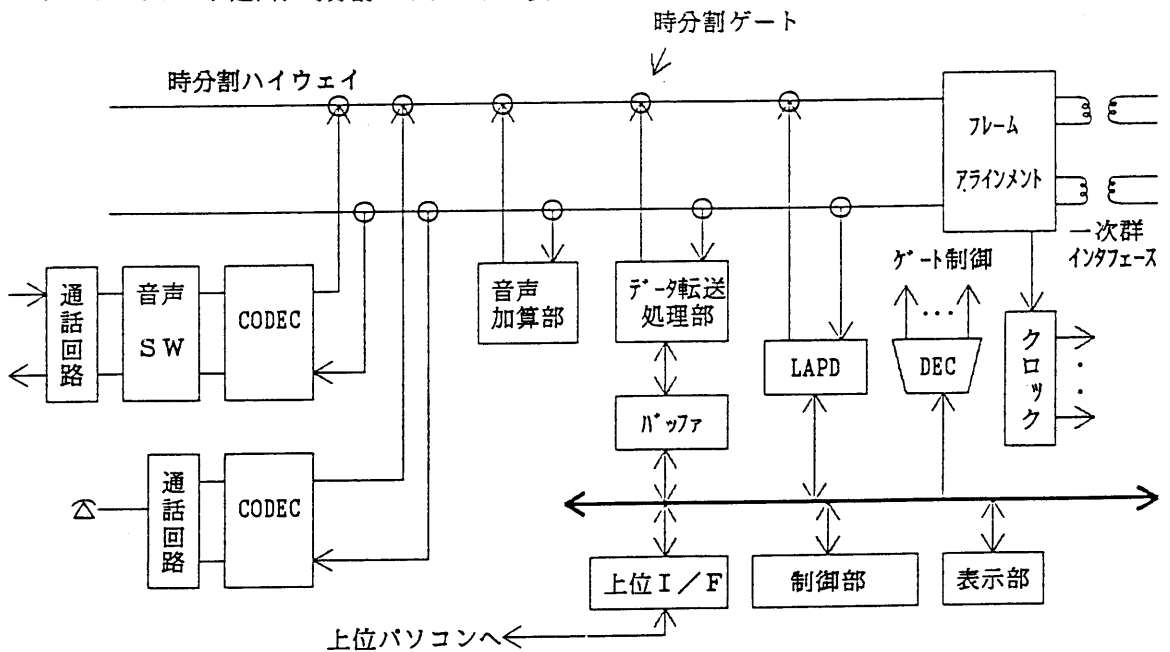 時分割ゲート
時分割ハイウェイ
フレーム
アラインメント
一次群
インタフェース
ゲート制御
通話回路
音声
SW
CODEC
音声
加算部
データ転送
処理部
LAPD
DEC
クロック
バッファ
通話回路
CODEC
上位I/F
制御部
表示部
上位パソコンへ